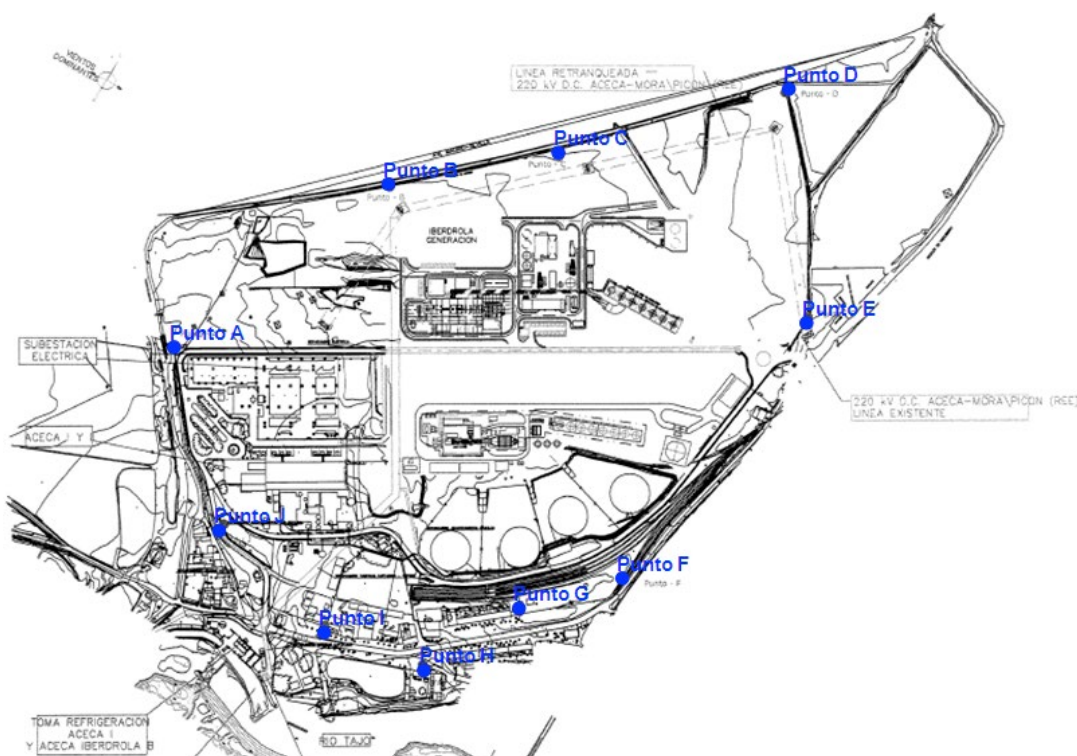 VIENTOS
DOMINANTES
LINEA RETRANQUEADA
220 kV D.C. ACECA-MORA\PICON (REE)
Punto D
Punto - D
Punto C
Punto B
Punto -
IBERDROLA
GENERACION
Punto E
Punto A
SUBESTACION
ELECTRICA
220 kV D.C. ACECA-MORA\PICON (REE)
LINEA EXISTENTE
ACECA I Y
Punto J
Punto F
Punto - F
Punto G
Punto I
Punto H
TOMA REFRIGERACION
ACECA I
Y ACECA IBERDROLA B
RIO TAJO